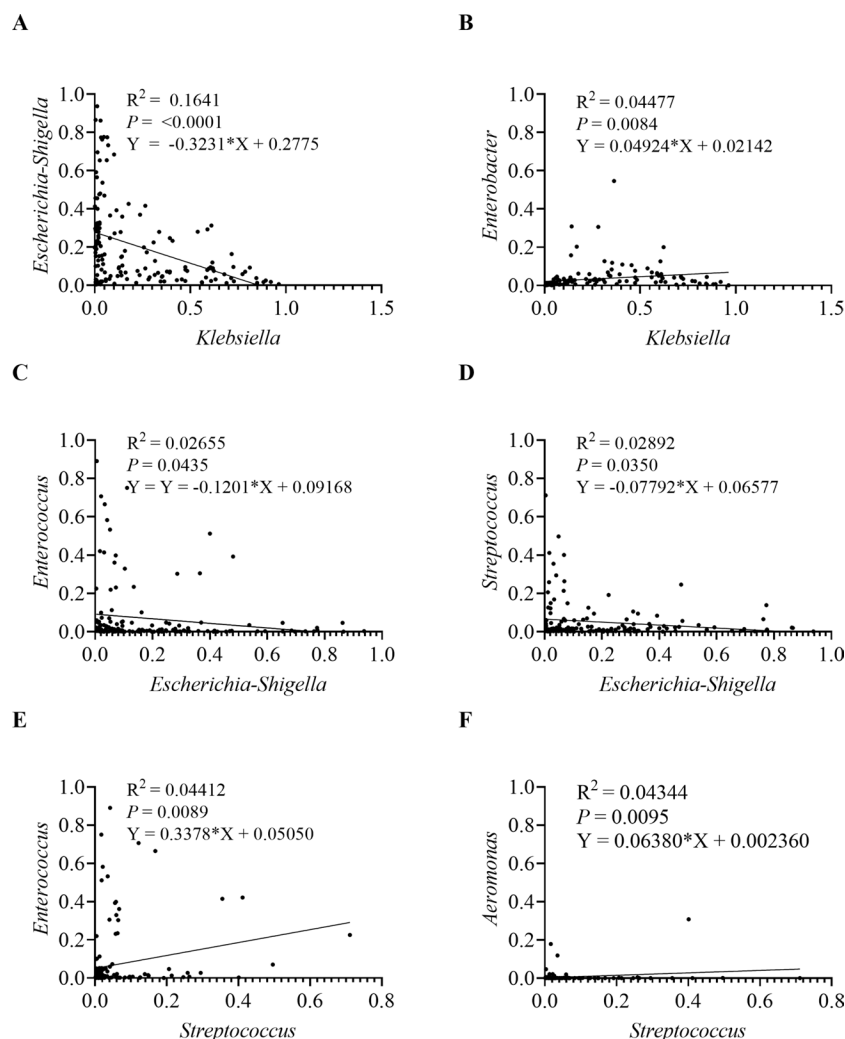 A
R² = 0.1641
P = <0.0001
Y = -0.3231*X + 0.2775
Escherichia-Shigella
1.0
0.8
0.6
0.4
0.2
0.0
0.0 0.5 1.0 1.5
Klebsiella
B
R² = 0.04477
P = 0.0084
Y = 0.04924*X + 0.02142
Enterobacter
1.0
0.8
0.6
0.4
0.2
0.0
0.0 0.5 1.0 1.5
Klebsiella
C
R² = 0.02655
P = 0.0435
Y = Y = -0.1201*X + 0.09168
Enterococcus
1.0
0.8
0.6
0.4
0.2
0.0
0.0 0.2 0.4 0.6 0.8 1.0
Escherichia-Shigella
D
R² = 0.02892
P = 0.0350
Y = -0.07792*X + 0.06577
Streptococcus
1.0
0.8
0.6
0.4
0.2
0.0
0.0 0.2 0.4 0.6 0.8 1.0
Escherichia-Shigella
E
R² = 0.04412
P = 0.0089
Y = 0.3378*X + 0.05050
Enterococcus
1.0
0.8
0.6
0.4
0.2
0.0
0.0 0.2 0.4 0.6 0.8
Streptococcus
F
R² = 0.04344
P = 0.0095
Y = 0.06380*X + 0.002360
Aeromonas
1.0
0.8
0.6
0.4
0.2
0.0
0.0 0.2 0.4 0.6 0.8
Streptococcus